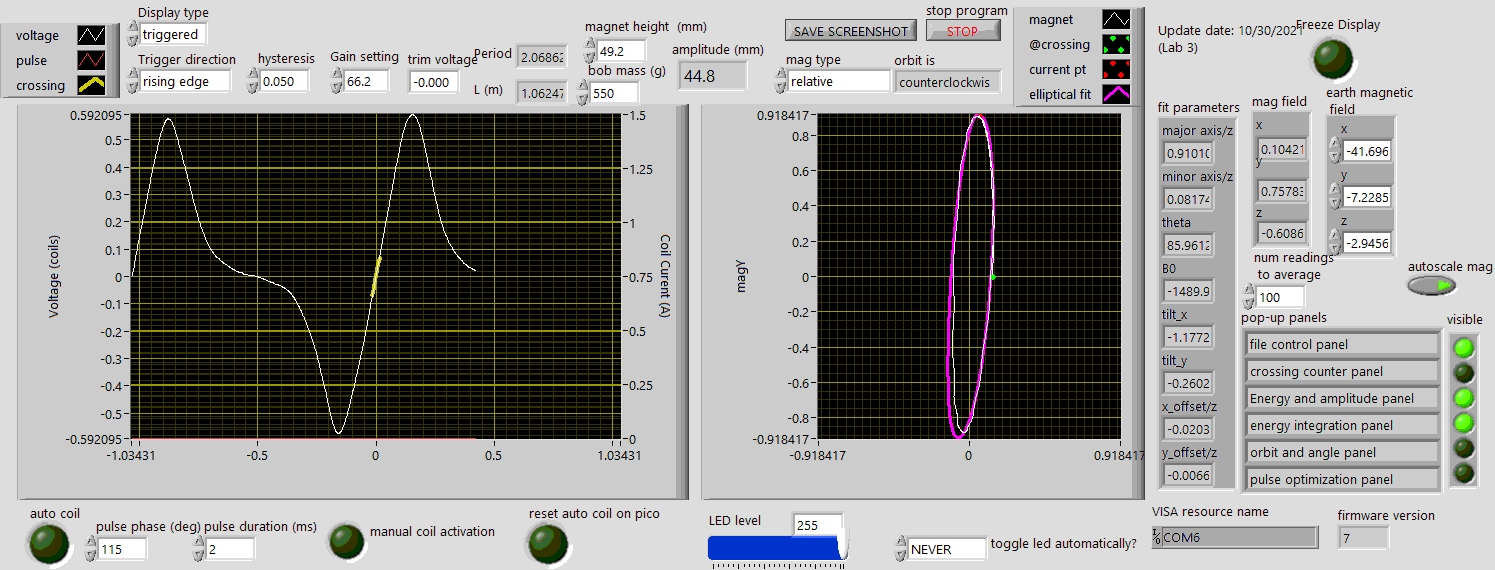 voltage
pulse
crossing
Display type
triggered
Trigger direction
rising edge
hysteresis
0.050
Gain setting
66.2
trim voltage
-0.000
Period
2.0686
L (m)
1.0624
magnet height (mm)
49.2
bob mass (g)
550
amplitude (mm)
44.8
SAVE SCREENSHOT
stop program
STOP
mag type
relative
orbit is
counterclockwis
magnet
@crossing
current pt
elliptical fit
Update date: 10/30/2021
(Lab 3)
Freeze Display
Voltage (coils)
0.592095
0.5
0.4
0.3
0.2
0.1
0
-0.1
-0.2
-0.3
-0.4
-0.5
-0.592095
-1.03431
-0.5
0
0.5
1.03431
1.5
1.25
1
0.75
0.5
0.25
0
Coil Current (A)
magY
0.918417
0.8
0.6
0.4
0.2
0
-0.2
-0.4
-0.6
-0.8
-0.918417
-0.918417
0
0.918417
fit parameters
major axis/z
0.9101
minor axis/z
0.08174
theta
85.961
B0
-1489.9
tilt_x
-1.1772
tilt_y
-0.2602
x_offset/z
-0.0203
y_offset/z
-0.0066
mag field
x
0.10421
y
0.7578
z
-0.6086
earth magnetic
field
x
-41.696
y
-7.2285
z
-2.9456
num readings
to average
100
autoscale mag
pop-up panels
visible
file control panel
crossing counter panel
Energy and amplitude panel
energy integration panel
orbit and angle panel
pulse optimization panel
auto coil
pulse phase (deg)
115
pulse duration (ms)
2
manual coil activation
reset auto coil on pico
LED level
255
NEVER
toggle led automatically?
VISA resource name
COM6
firmware version
7